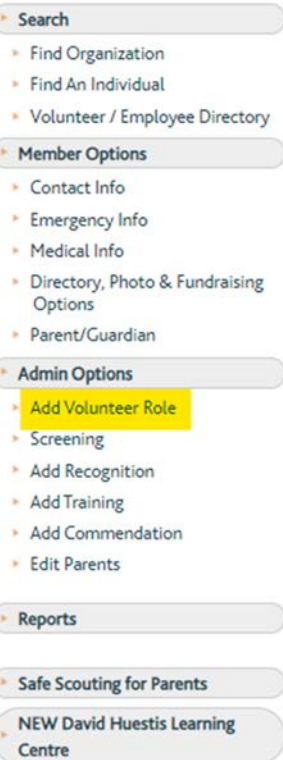 Search
Find Organization
Find An Individual
Volunteer / Employee Directory
Member Options
Contact Info
Emergency Info
Medical Info
Directory, Photo & Fundraising
Options
Parent/Guardian
Admin Options
Add Volunteer Role
Screening
Add Recognition
Add Training
Add Commendation
Edit Parents
Reports
Safe Scouting for Parents
NEW David Huestis Learning
Centre